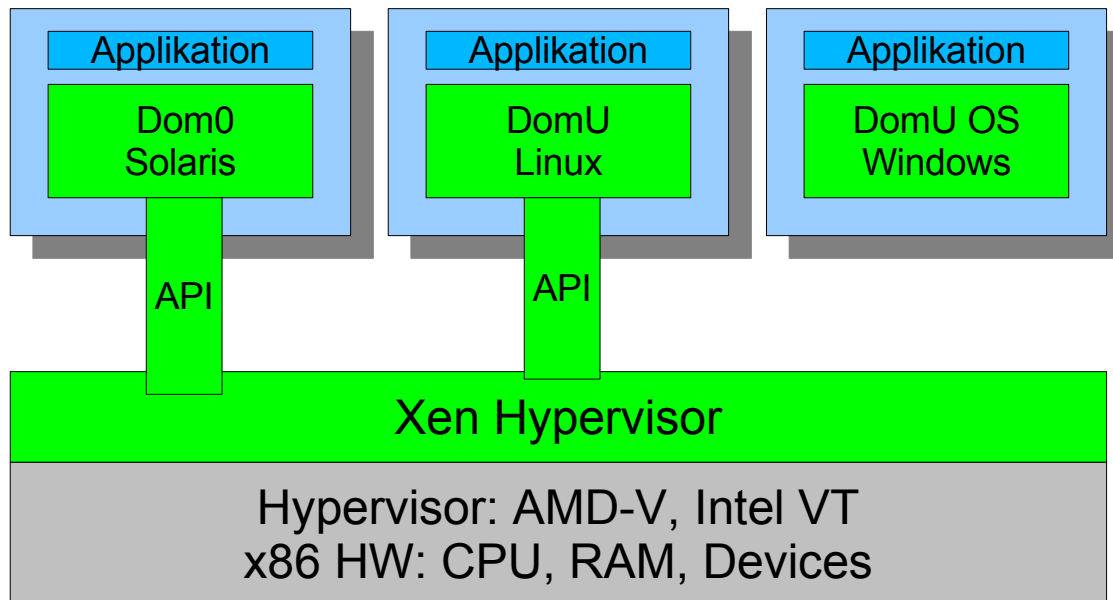 Applikation
Dom0
Solaris
API
Applikation
DomU
Linux
API
Applikation
DomU OS
Windows
Xen Hypervisor
Hypervisor: AMD-V, Intel VT
x86 HW: CPU, RAM, Devices